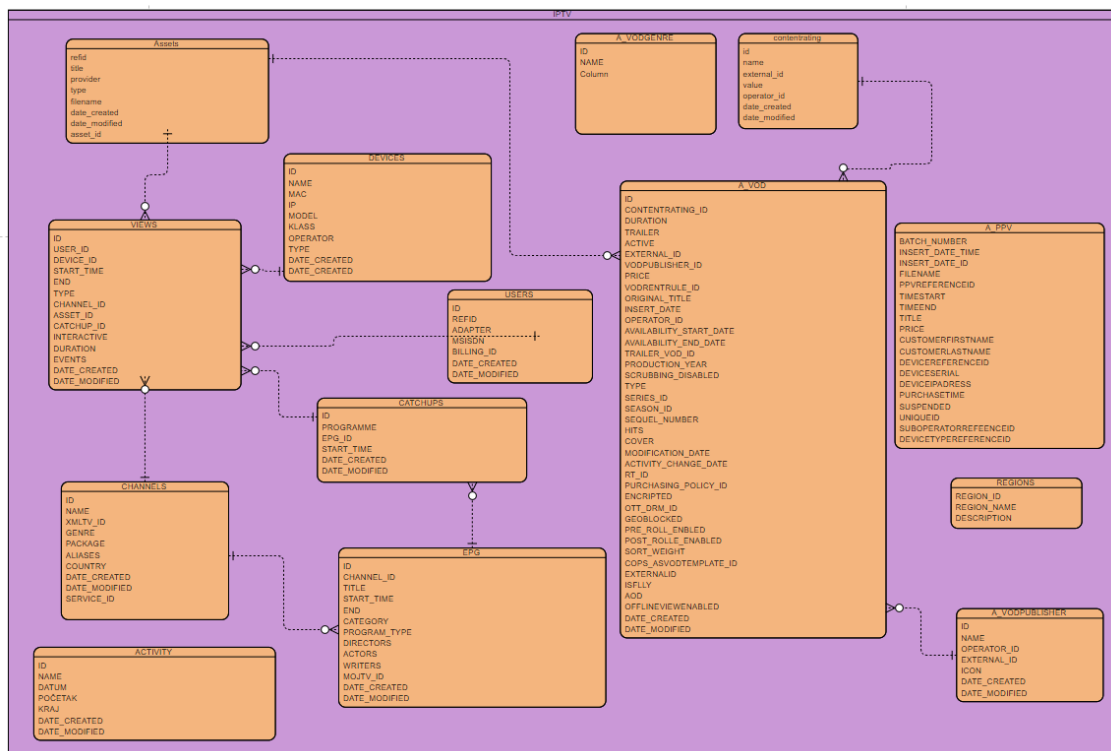 IPTV
Assets
refid
title
provider
type
filename
date_created
date_modified
asset_id
A_VODGENRE
ID
NAME
Column
contentrating
id
name
external_id
value
operator_id
date_created
date_modified
DEVICES
ID
NAME
MAC
IP
MODEL
KLASS
OPERATOR
TYPE
DATE_CREATED
DATE_CREATED
VIEWS
ID
USER_ID
DEVICE_ID
START_TIME
END
TYPE
CHANNEL_ID
ASSET_ID
CATCHUP_ID
INTERACTIVE
DURATION
EVENTS
DATE_CREATED
DATE_MODIFIED
USERS
ID
REFID
ADAPTER
MSISDN
BILLING_ID
DATE_CREATED
DATE_MODIFIED
A_VOD
ID
CONTENTRATING_ID
DURATION
TRAILER
ACTIVE
EXTERNAL_ID
VODPUBLISHER_ID
PRICE
VODRENTRULE_ID
ORIGINAL_TITLE
INSERT_DATE
OPERATOR_ID
AVAILABILITY_START_DATE
AVAILABILITY_END_DATE
TRAILER_VOD_ID
PRODUCTION_YEAR
SCRUBBING_DISABLED
TYPE
SERIES_ID
SEASON_ID
SEQUEL_NUMBER
HITS
COVER
MODIFICATION_DATE
ACTIVITY_CHANGE_DATE
RT_ID
PURCHASING_POLICY_ID
ENCRIPTED
OTT_DRM_ID
GEOBLOCKED
PRE_ROLL_ENBLED
POST_ROLLE_ENABLED
SORT_WEIGHT
COPS_ASVODTEMPLATE_ID
EXTERNALID
ISFLLY
AOD
OFFLINEVIEWENABLED
DATE_CREATED
DATE_MODIFIED
A_PPV
BATCH_NUMBER
INSERT_DATE_TIME
INSERT_DATE_ID
FILENAME
PPVREFERENCEID
TIMESTART
TIMEEND
TITLE
PRICE
CUSTOMERFIRSTNAME
CUSTOMERLASTNAME
DEVICEREFERENCEID
DEVICESERIAL
DEVICEIPADRESS
PURCHASETIME
SUSPENDED
UNIQUEID
SUBOPERATORREFEENCEID
DEVICETYPEREFERENCEID
CATCHUPS
ID
PROGRAMME
EPG_ID
START_TIME
DATE_CREATED
DATE_MODIFIED
CHANNELS
ID
NAME
XMLTV_ID
GENRE
PACKAGE
ALIASES
COUNTRY
DATE_CREATED
DATE_MODIFIED
SERVICE_ID
REGIONS
REGION_ID
REGION_NAME
DESCRIPTION
EPG
ID
CHANNEL_ID
TITLE
START_TIME
END
CATEGORY
PROGRAM_TYPE
DIRECTORS
ACTORS
WRITERS
MOJTV_ID
DATE_CREATED
DATE_MODIFIED
A_VODPUBLISHER
ID
NAME
OPERATOR_ID
EXTERNAL_ID
ICON
DATE_CREATED
DATE_MODIFIED
ACTIVITY
ID
NAME
DATUM
POČETAK
KRAJ
DATE_CREATED
DATE_MODIFIED